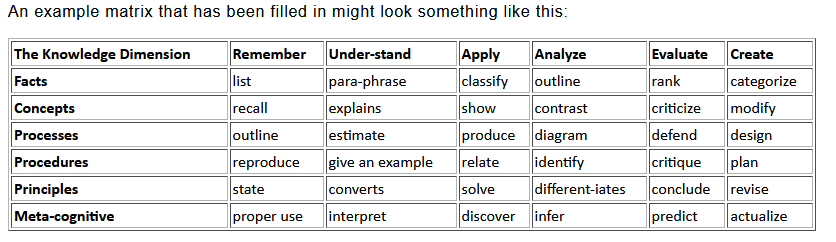 An example matrix that has been filled in might look something like this:
The Knowledge Dimension Remember Under-stand Apply Analyze Evaluate Create
Facts list para-phrase classify outline rank categorize
Concepts recall explains show contrast criticize modify
Processes outline estimate produce diagram defend design
Procedures reproduce give an example relate identify critique plan
Principles state converts solve different-iates conclude revise
Meta-cognitive proper use interpret discover infer predict actualize